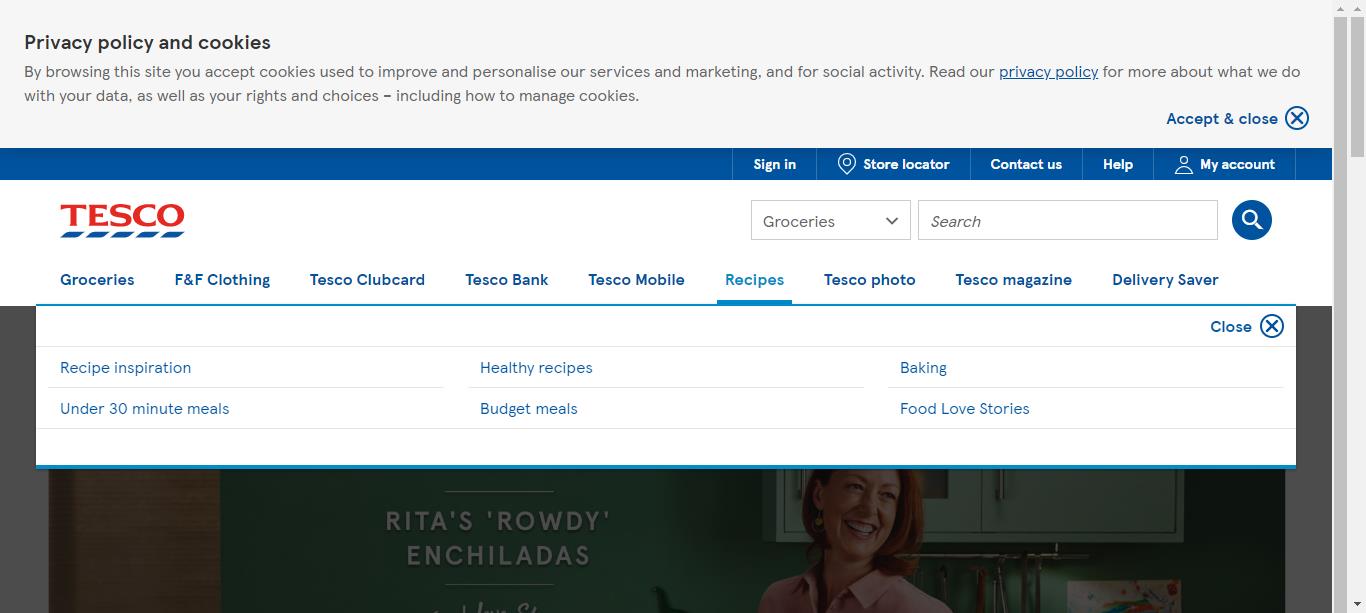 Privacy policy and cookies
By browsing this site you accept cookies used to improve and personalise our services and marketing, and for social activity. Read our privacy policy for more about what we do
with your data, as well as your rights and choices – including how to manage cookies.
Accept & close
Sign in Store locator Contact us Help My account
TESCO
Groceries Search
Groceries F&F Clothing Tesco Clubcard Tesco Bank Tesco Mobile Recipes Tesco photo Tesco magazine Delivery Saver
Close
Recipe inspiration Healthy recipes Baking
Under 30 minute meals Budget meals Food Love Stories
RITA'S 'ROWDY'
ENCHILADAS